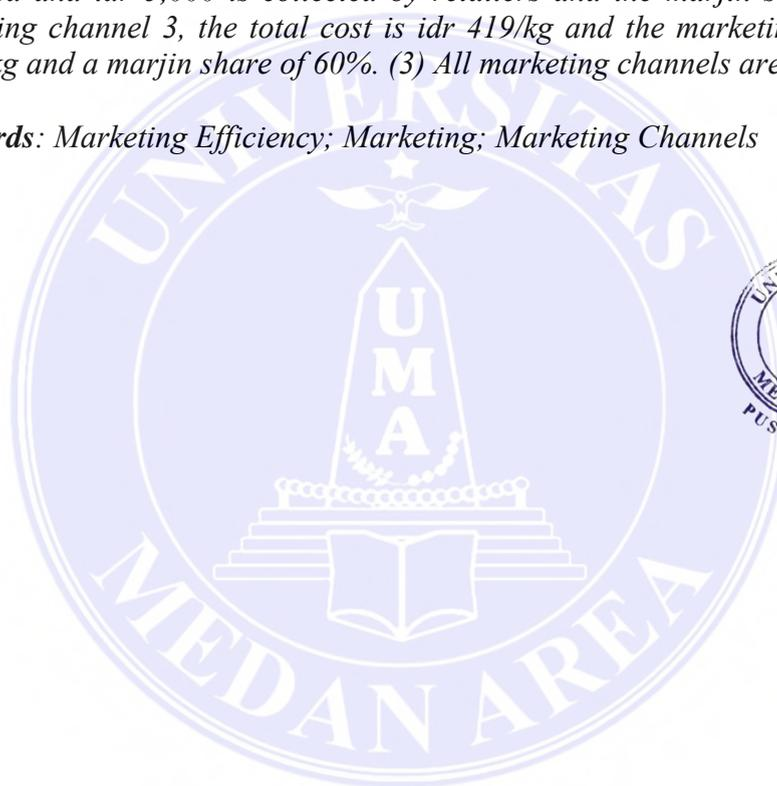 ing channel 3, the total cost is idr 419/kg and the
kg and a marjin share of 60%. (3) All marketing channels are
rds: Marketing Efficiency; Marketing; Marketing Channels
UNIVERSITAS
UMA
MEDAN AREA